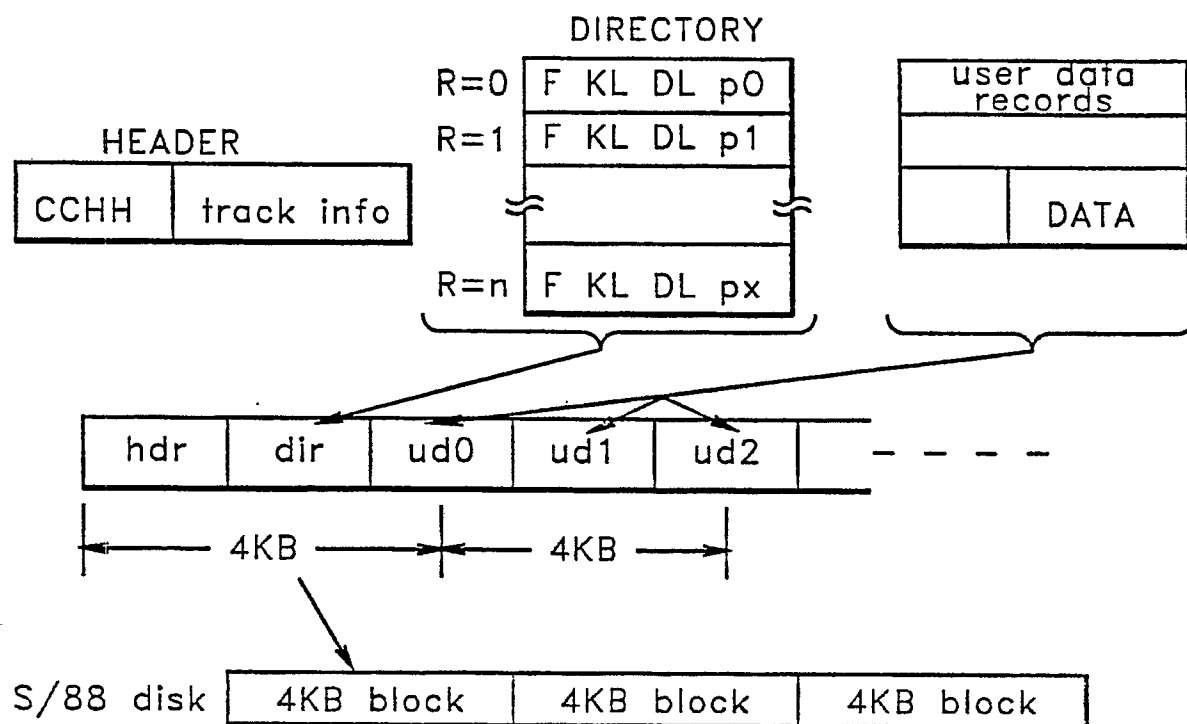 DIRECTORY
R=0 F KL DL p0
R=1 F KL DL p1
R=n F KL DL px
user data
records
DATA
HEADER
CCHH track info
hdr dir ud0 ud1 ud2
4KB 4KB
S/88 disk 4KB block 4KB block 4KB block